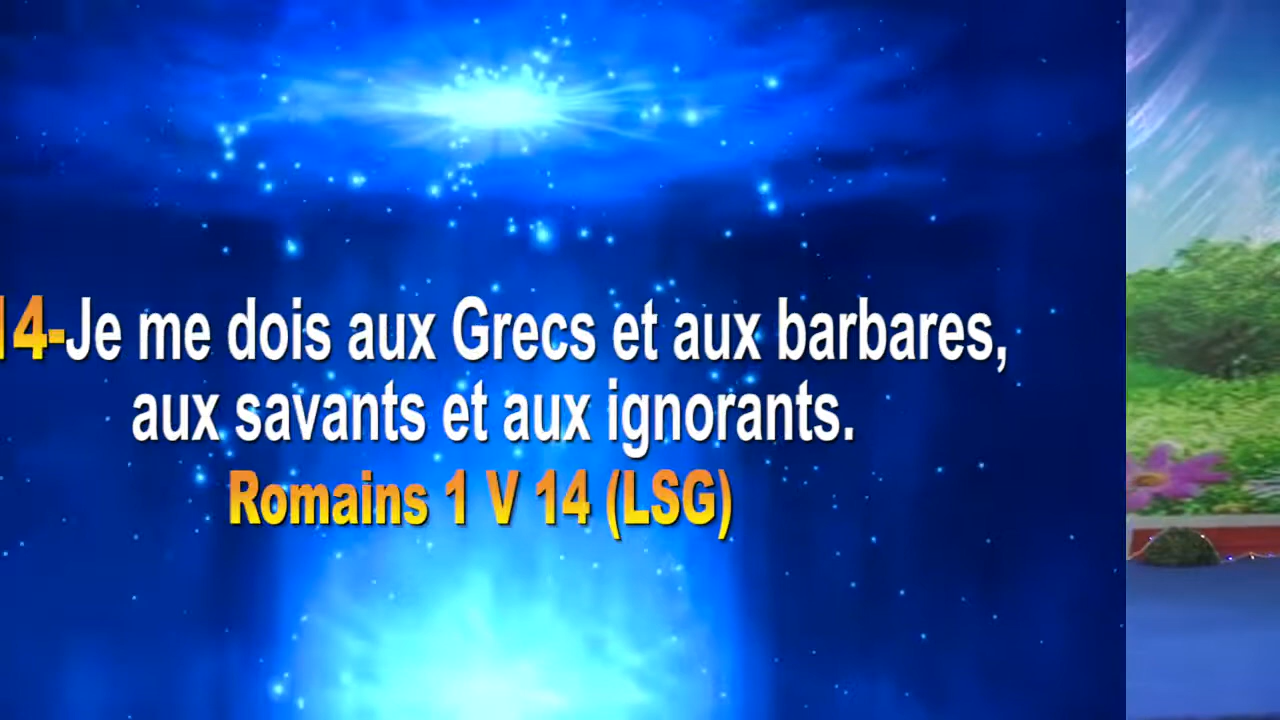 14-Je me dois aux Grecs et aux barbares,
aux savants et aux ignorants.
Romains 1 V 14 (LSG)